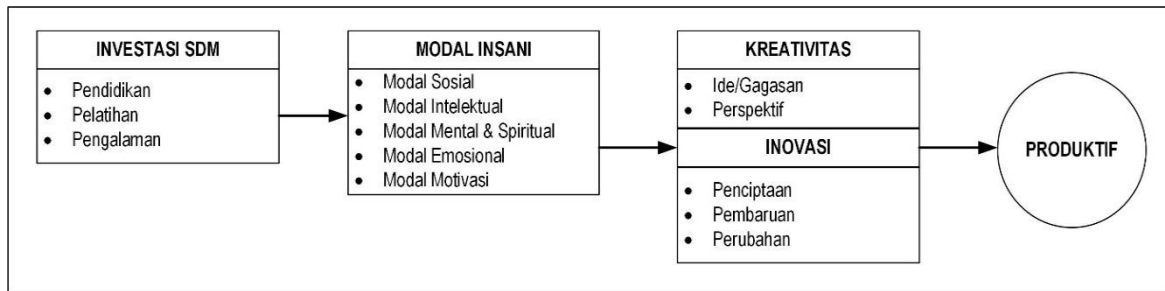 INVESTASI SDM
• Pendidikan
• Pelatihan
• Pengalaman
MODAL INSANI
• Modal Sosial
• Modal Intelektual
• Modal Mental & Spiritual
• Modal Emosional
• Modal Motivasi
KREATIVITAS
• Ide/Gagasan
• Perspektif
INOVASI
• Penciptaan
• Pembaruan
• Perubahan
PRODUKTIF